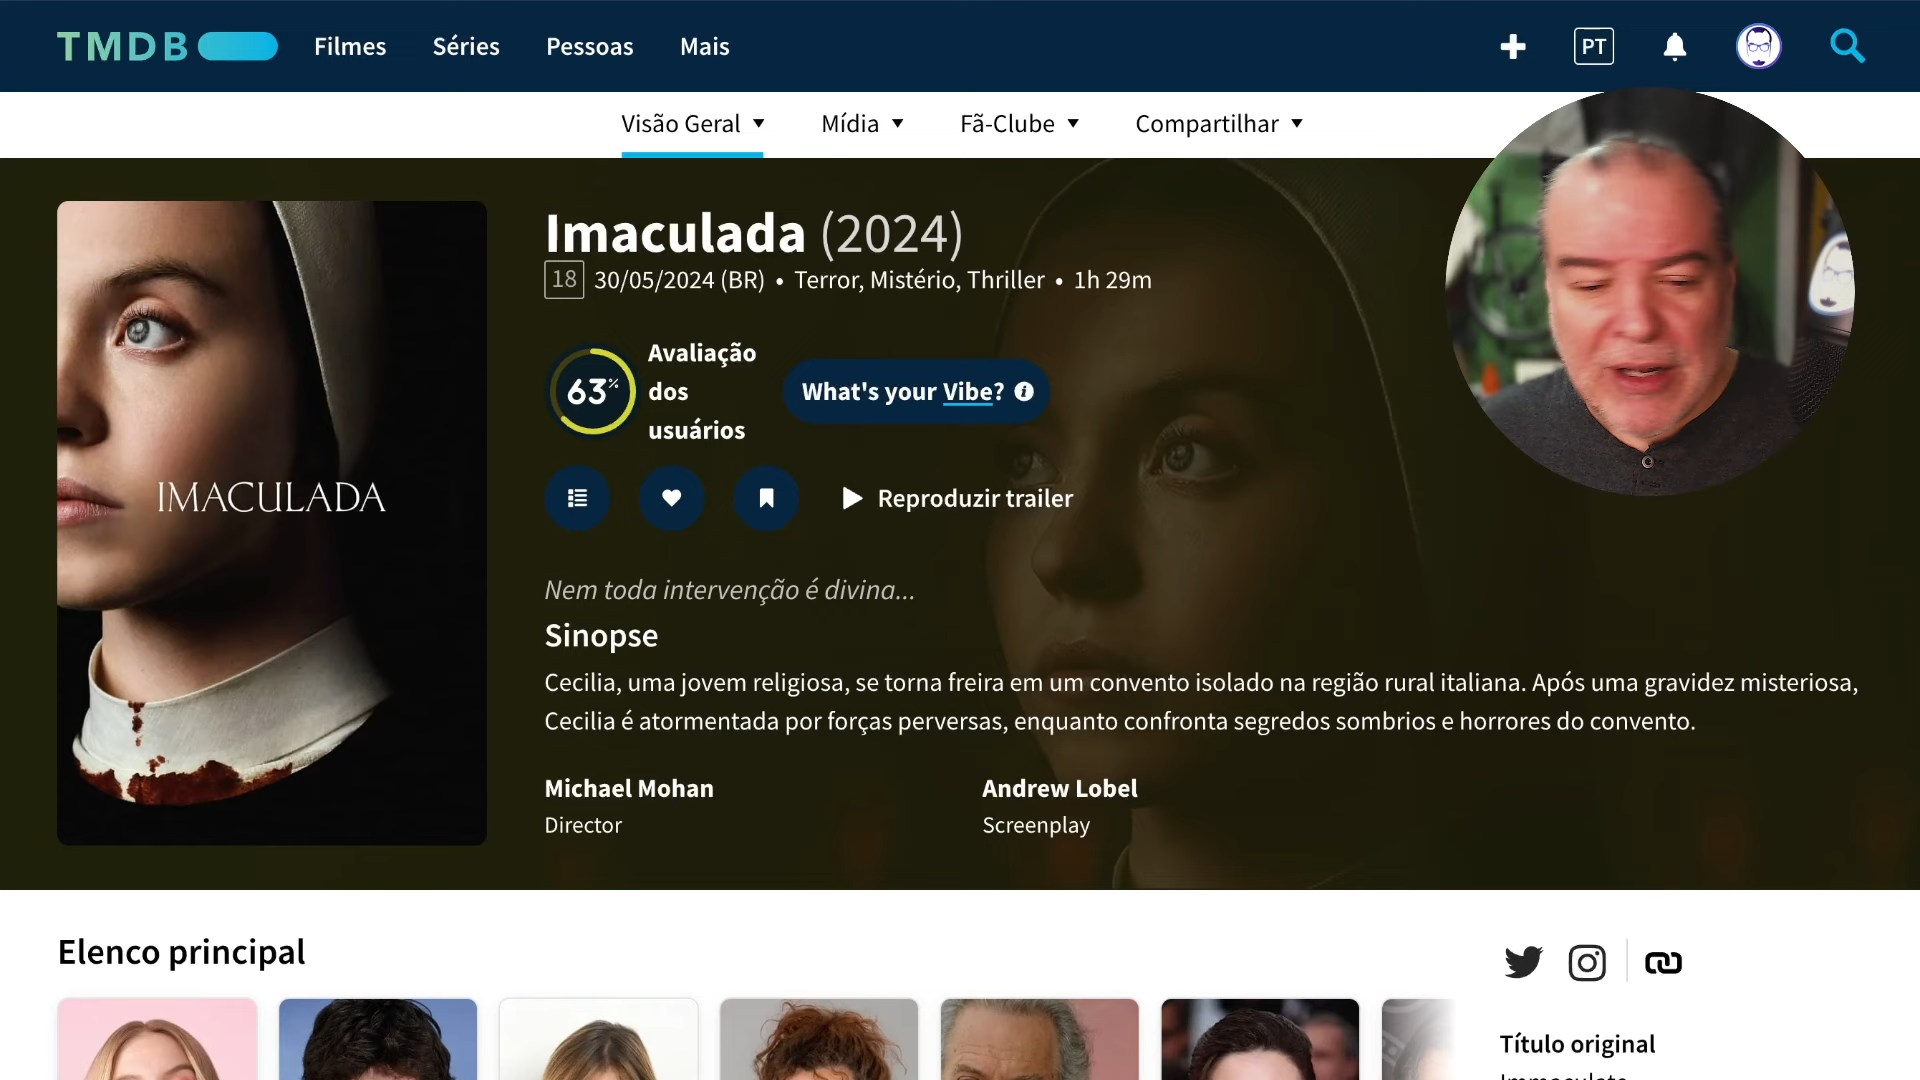 TMDB
Filmes
Séries
Pessoas
Mais
PT
Visão Geral
Mídia
Fã-Clube
Compartilhar
Imaculada (2024)
18 30/05/2024 (BR) • Terror, Mistério, Thriller • 1h 29m
63%
Avaliação
dos
usuários
What's your Vibe?
IMACULADA
Reproduzir trailer
Nem toda intervenção é divina...
Sinopse
Cecilia, uma jovem religiosa, se torna freira em um convento isolado na região rural italiana. Após uma gravidez misteriosa,
Cecilia é atormentada por forças perversas, enquanto confronta segredos sombrios e horrores do convento.
Michael Mohan
Director
Andrew Lobel
Screenplay
Elenco principal
Título original